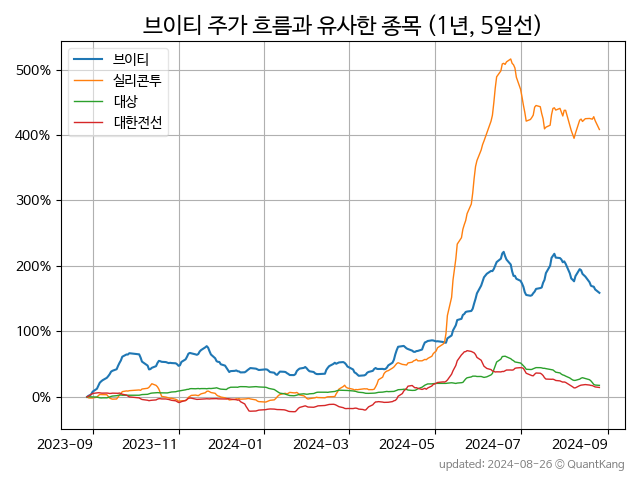 브이티 주가 흐름과 유사한 종목 (1년, 5일선)
브이티
실리콘투
대상
대한전선
500%
400%
300%
200%
100%
0%
2023-09 2023-11 2024-01 2024-03 2024-05 2024-07 2024-09
updated: 2024-08-26 © QuantKang